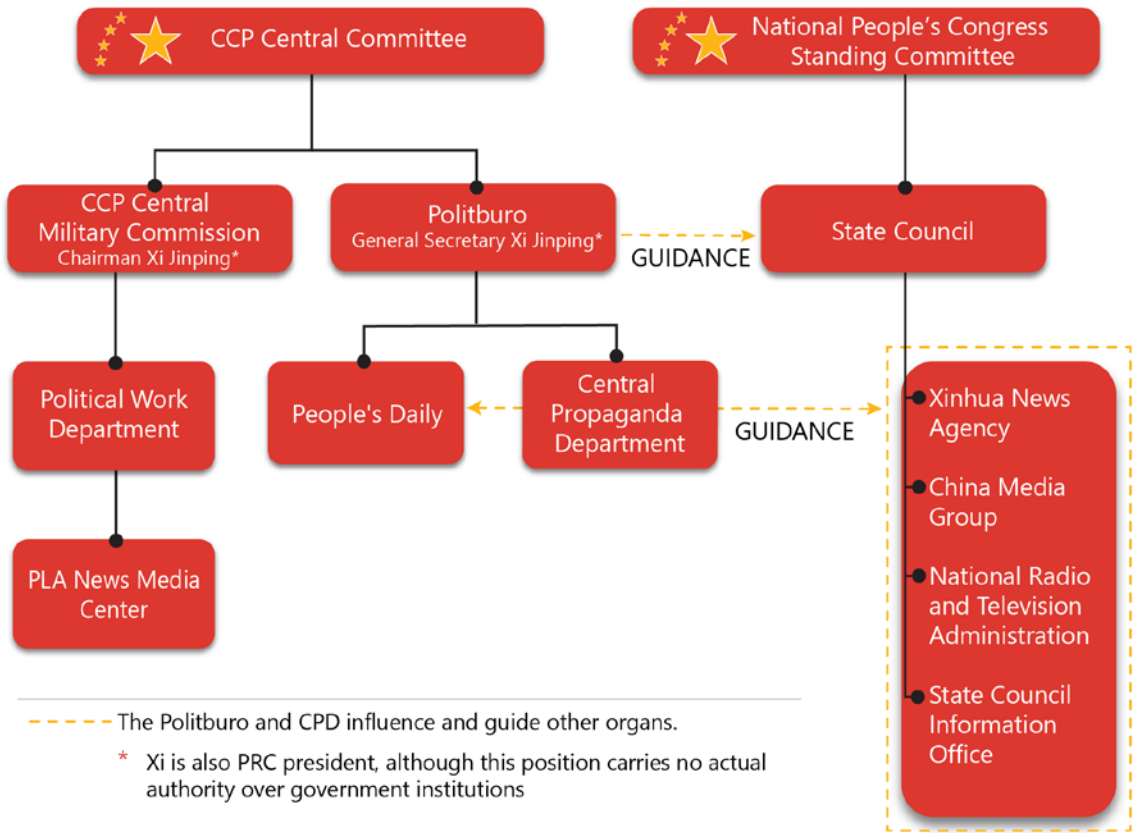 CCP Central Committee
National People's Congress
Standing Committee
CCP Central
Military Commission
Chairman Xi Jinping*
Politburo
General Secretary Xi Jinping*
GUIDANCE
State Council
Political Work
Department
People's Daily
Central
Propaganda
Department
GUIDANCE
Xinhua News
Agency
China Media
Group
National Radio
and Television
Administration
State Council
Information
Office
PLA News Media
Center
The Politburo and CPD influence and guide other organs.
* Xi is also PRC president, although this position carries no actual
authority over government institutions